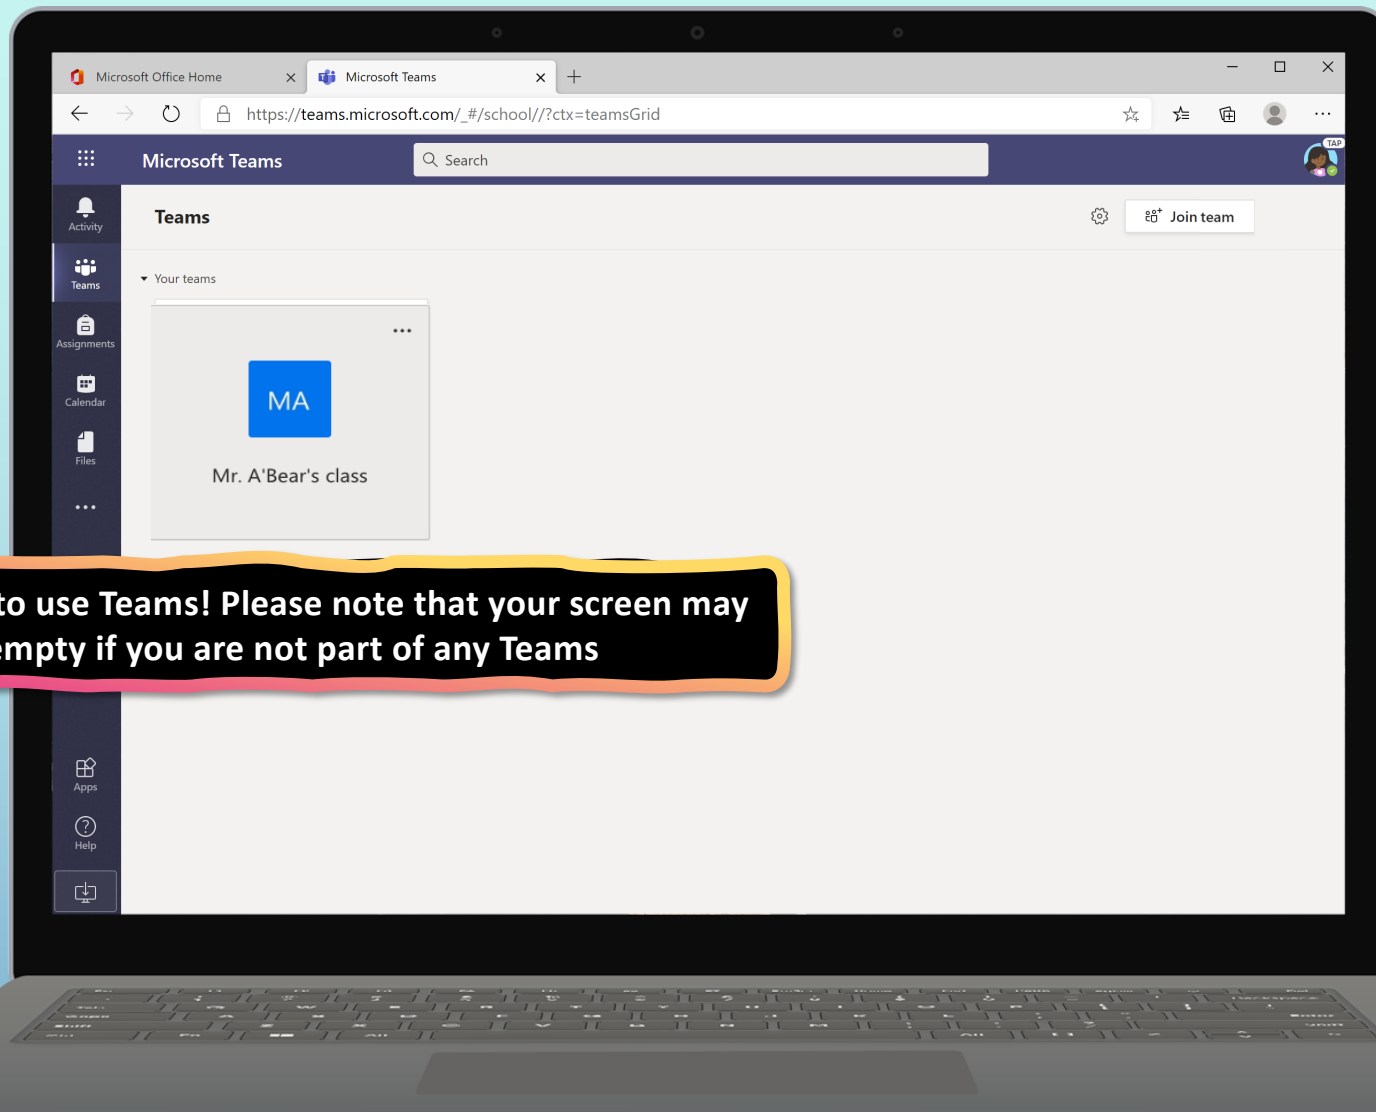 Microsoft Office Home
Microsoft Teams
https://teams.microsoft.com/_#/school//?ctx=teamsGrid
Microsoft Teams
Search
TAP
Activity
Teams
Join team
Teams
Your teams
Assignments
MA
Calendar
Mr. A'Bear's class
Files
to use Teams! Please note that your screen may
empty if you are not part of any Teams
Apps
Help